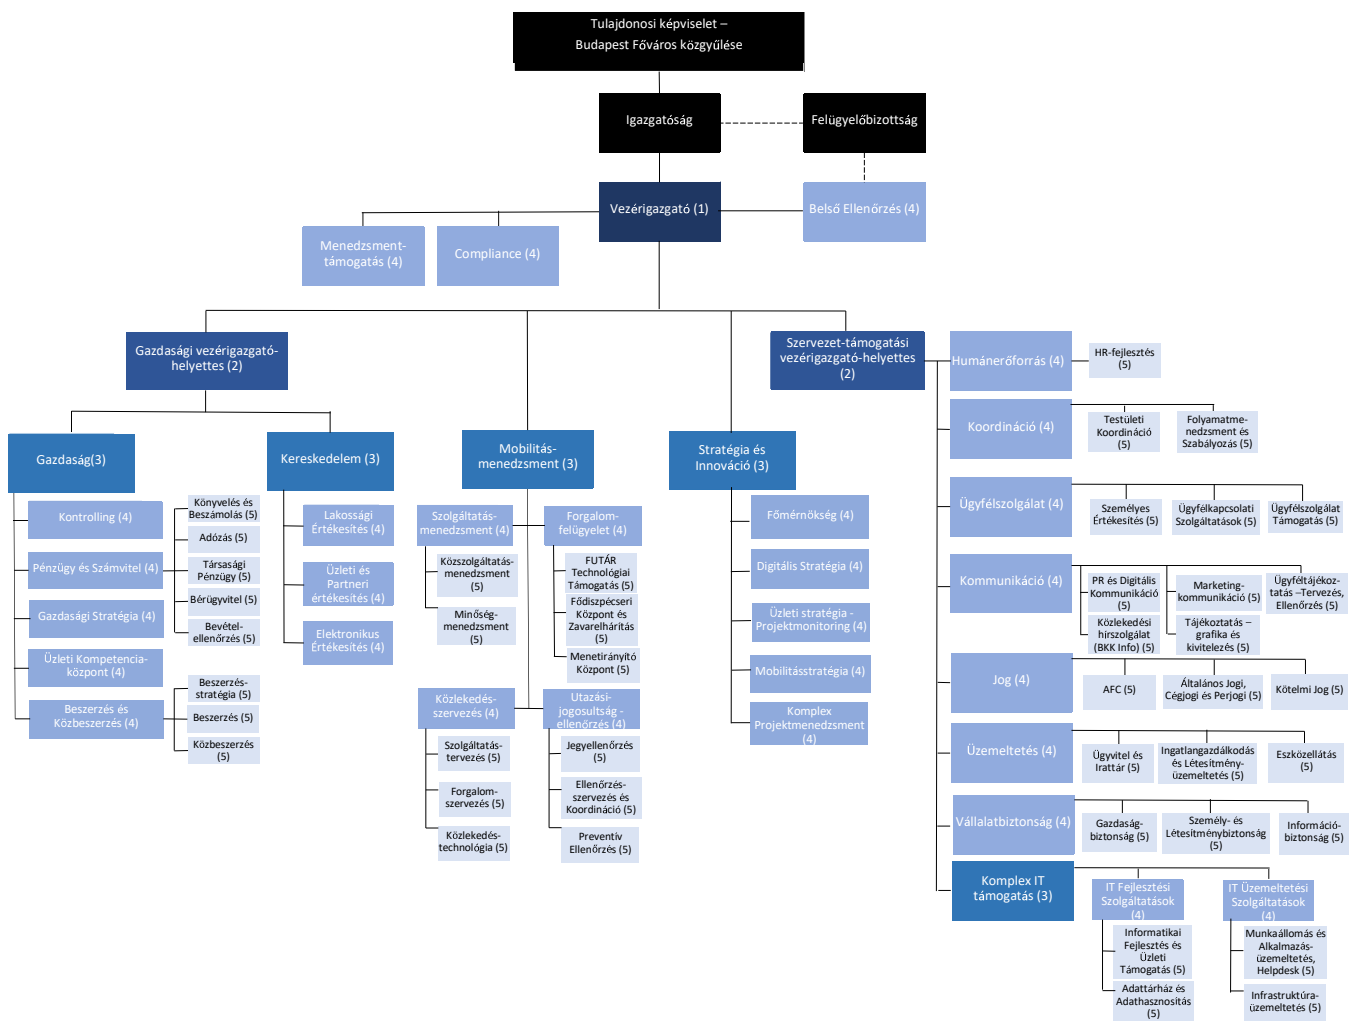 Tulajdonosi képviselet –
Budapest Főváros közgyűlése
Igazgatóság
Felügyelőbizottság
Vezérigazgató (1)
Belső Ellenőrzés (4)
Menedzsment-
támogatás (4)
Compliance (4)
Gazdasági vezérigazgató-
helyettes (2)
Szervezet-támogatási
vezérigazgató-helyettes
(2)
Gazdaság(3)
Kontrolling (4)
Pénzügy és Számvitel (4)
Gazdasági Stratégia (4)
Üzleti Kompetencia-
központ (4)
Beszerzés és
Közbeszerzés (4)
Könyvelés és
Beszámolás (5)
Adózás (5)
Társasági
Pénzügy (5)
Bérügyvitel (5)
Bevétel-
ellenőrzés (5)
Beszerzés-
stratégia (5)
Beszerzés (5)
Közbeszerzés
(5)
Kereskedelem (3)
Lakossági
Értékesítés (4)
Üzleti és
Partneri
értékesítés (4)
Elektronikus
Értékesítés (4)
Mobilitás-
menedzsment (3)
Szolgáltatás-
menedzsment (4)
Közszolgáltatás-
menedzsment
(5)
Minőség-
menedzsment
(5)
Forgalom-
felügyelet (4)
FUTÁR
Technológiai
Támogatás (5)
Fődiszpécseri
Központ és
Zavarelhárítás
(5)
Menetirányító
Központ (5)
Közlekedés-
szervezés (4)
Szolgáltatás-
tervezés (5)
Forgalom-
szervezés (5)
Közlekedés-
technológia (5)
Utazási-
jogosultság -
ellenőrzés (4)
Jegyellenőrzés
(5)
Ellenőrzés-
szervezés és
Koordináció (5)
Preventív
Ellenőrzés (5)
Stratégia és
Innováció (3)
Főmérnökség (4)
Digitális Stratégia (4)
Üzleti stratégia -
Projektmonitoring (4)
Mobilitásstratégia (4)
Komplex
Projektmenedzsment
(4)
Humánerőforrás (4)
HR-fejlesztés
(5)
Koordináció (4)
Testületi
Koordináció
(5)
Folyamatme-
nedzsment és
Szabályozás (5)
Ügyfélszolgálat (4)
Személyes
Értékesítés (5)
Ügyfélkapcsolati
Szolgáltatások (5)
Ügyfélszolgálat
Támogatás (5)
Kommunikáció (4)
PR és Digitális
Kommunikáció
(5)
Közlekedési
hírszolgálat
(BKK Info) (5)
Marketing-
kommunikáció (5)
Tájékoztatás –
grafika és
kivitelezés (5)
Ügyféltájékoz-
tatás –Tervezés,
Ellenőrzés (5)
Jog (4)
AFC (5)
Általános Jogi,
Cégjogi és Perjogi (5)
Kötelmi Jog (5)
Üzemeltetés (4)
Ügyvitel és
Irattár (5)
Ingatlangazdálkodás
és Létesítmény-
üzemeltetés (5)
Eszközellátás
(5)
Vállalatbiztonság (4)
Gazdaság-
biztonság (5)
Személy- és
Létesítménybiztonság
(5)
Információ-
biztonság (5)
Komplex IT
támogatás (3)
IT Fejlesztési
Szolgáltatások
(4)
Informatikai
Fejlesztés és
Üzleti
Támogatás (5)
Adattárház és
Adathasznosítás
(5)
IT Üzemeltetési
Szolgáltatások
(4)
Munkaállomás és
Alkalmazás-
üzemeltetés,
Helpdesk (5)
Infrastruktúra-
üzemeltetés (5)